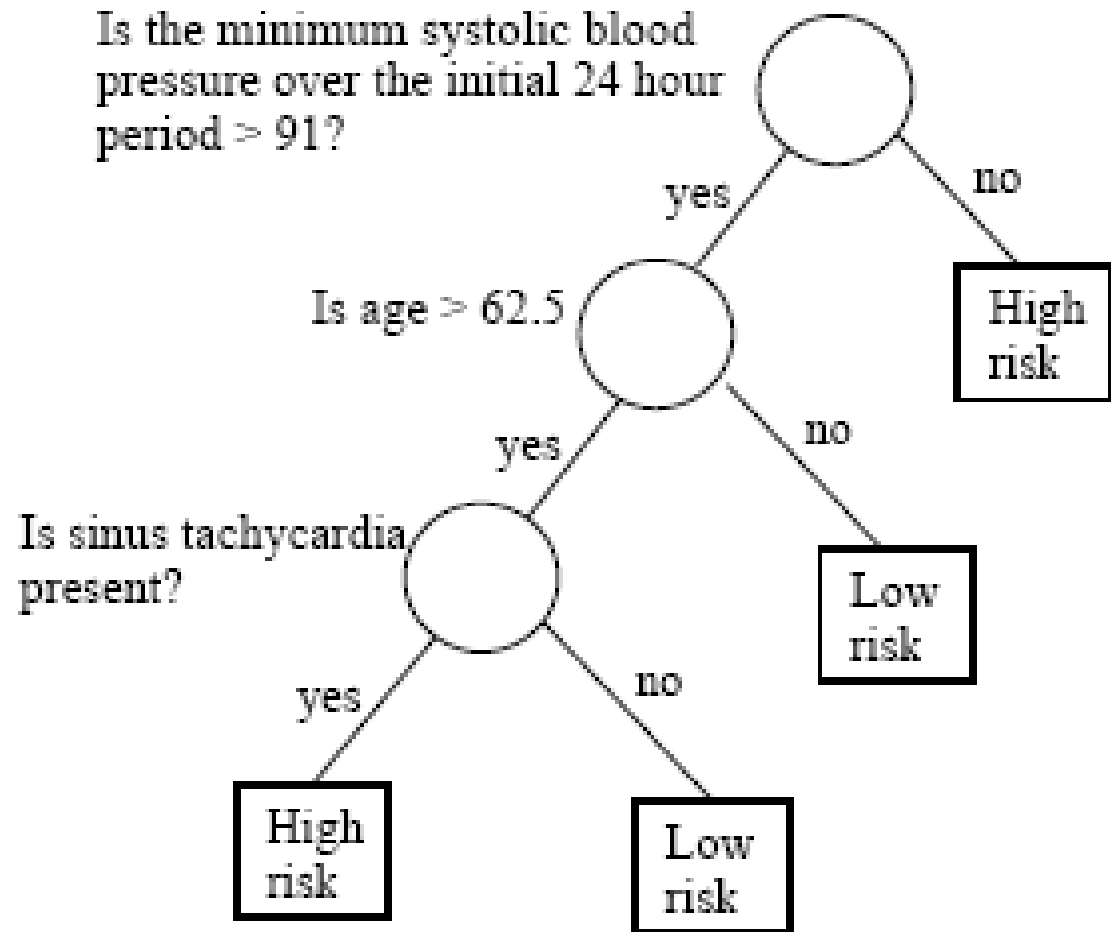 Is the minimum systolic blood
pressure over the initial 24 hour
period > 91?
yes
no
Is age > 62.5
High
risk
yes
no
Is sinus tachycardia
present?
Low
risk
yes
no
High
risk
Low
risk